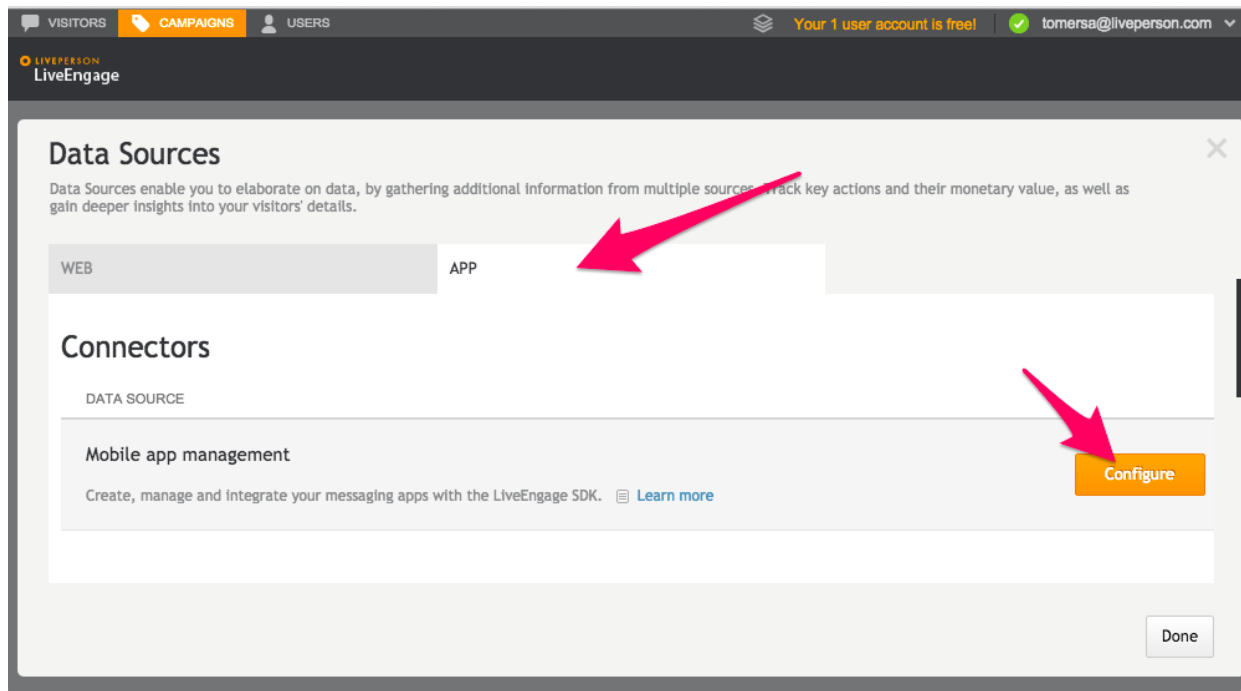 VISITORS CAMPAIGNS USERS Your 1 user account is free! tomersa@liveperson.com
LIVEPERSON
LiveEngage
Data Sources
Data Sources enable you to elaborate on data, by gathering additional information from multiple sources. Track key actions and their monetary value, as well as
gain deeper insights into your visitors' details.
WEB APP
Connectors
DATA SOURCE
Mobile app management
Create, manage and integrate your messaging apps with the LiveEngage SDK. Learn more
Configure
Done